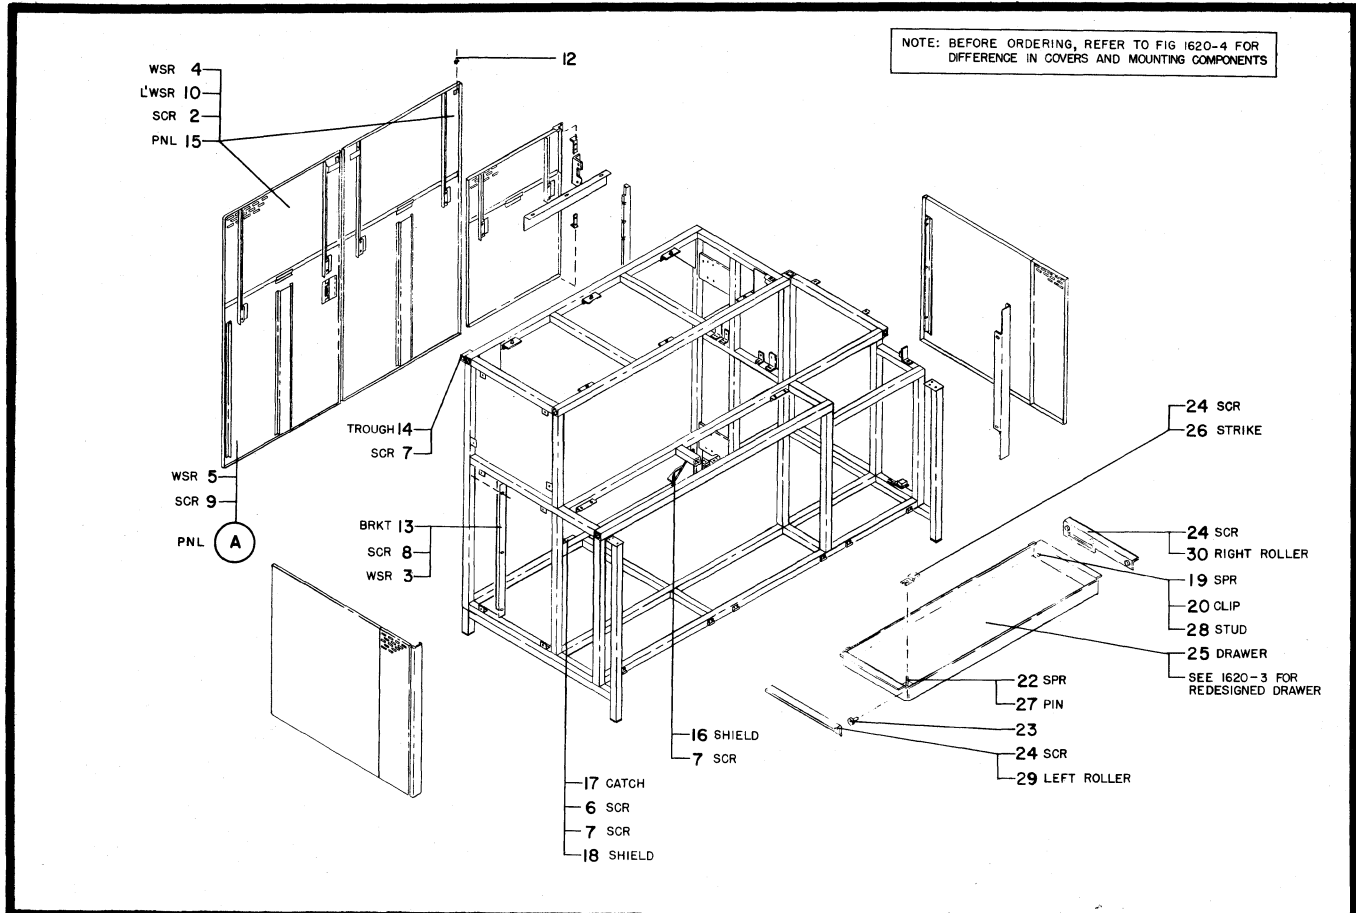 NOTE: BEFORE ORDERING, REFER TO FIG 1620-4 FOR
DIFFERENCE IN COVERS AND MOUNTING COMPONENTS
12
WSR 4
L'WSR 10
SCR 2
PNL 15
TROUGH 14
SCR 7
WSR 5
SCR 9
PNL A
BRKT 13
SCR 8
WSR 3
24 SCR
26 STRIKE
24 SCR
30 RIGHT ROLLER
19 SPR
20 CLIP
28 STUD
25 DRAWER
SEE 1620-3 FOR
REDESIGNED DRAWER
22 SPR
27 PIN
23
24 SCR
29 LEFT ROLLER
16 SHIELD
7 SCR
17 CATCH
6 SCR
7 SCR
18 SHIELD